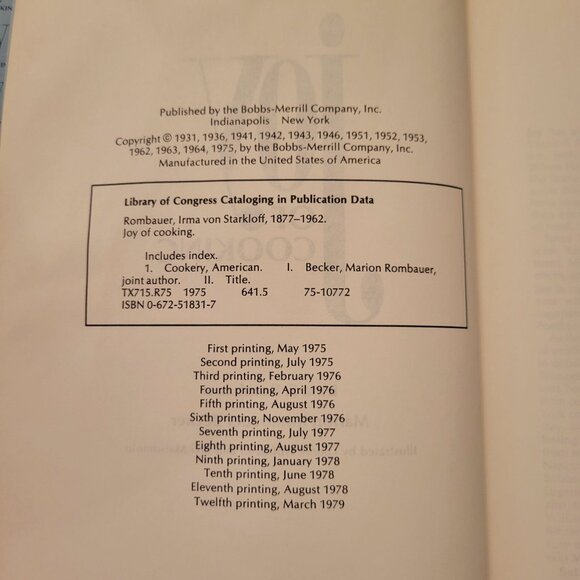 Published by the Bobbs-Merrill Company, Inc.
Indianapolis New York
Copyright © 1931, 1936, 1941, 1942, 1943, 1946, 1951, 1952, 1953,
1962, 1963, 1964, 1975, by the Bobbs-Merrill Company, Inc.
Manufactured in the United States of America
Library of Congress Cataloging in Publication Data
Rombauer, Irma von Starkloff, 1877–1962.
Joy of cooking.
Includes index.
1. Cookery, American. I. Becker, Marion Rombauer,
joint author. II. Title.
TX715.R75 1975 641.5 75-10772
ISBN 0-672-51831-7
First printing, May 1975
Second printing, July 1975
Third printing, February 1976
Fourth printing, April 1976
Fifth printing, August 1976
Sixth printing, November 1976
Seventh printing, July 1977
Eighth printing, August 1977
Ninth printing, January 1978
Tenth printing, June 1978
Eleventh printing, August 1978
Twelfth printing, March 1979